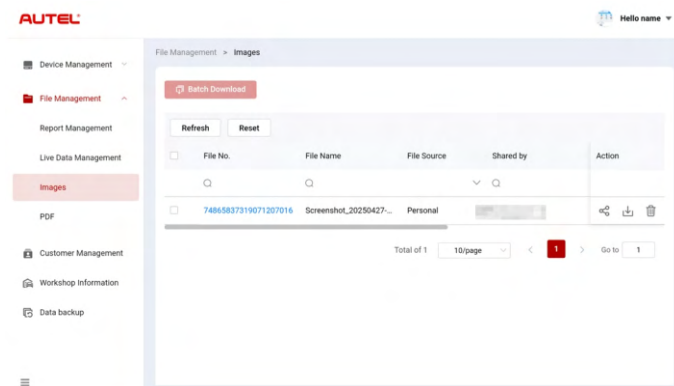 AUTEL
Hello name
Device Management
File Management
Report Management
Live Data Management
Images
PDF
Customer Management
Workshop Information
Data backup
File Management > Images
Batch Download
Refresh Reset
File No. File Name File Source Shared by Action
74865837319071207016 Screenshot_20250427-... Personal
Total of 1 10/page < 1 > Go to 1